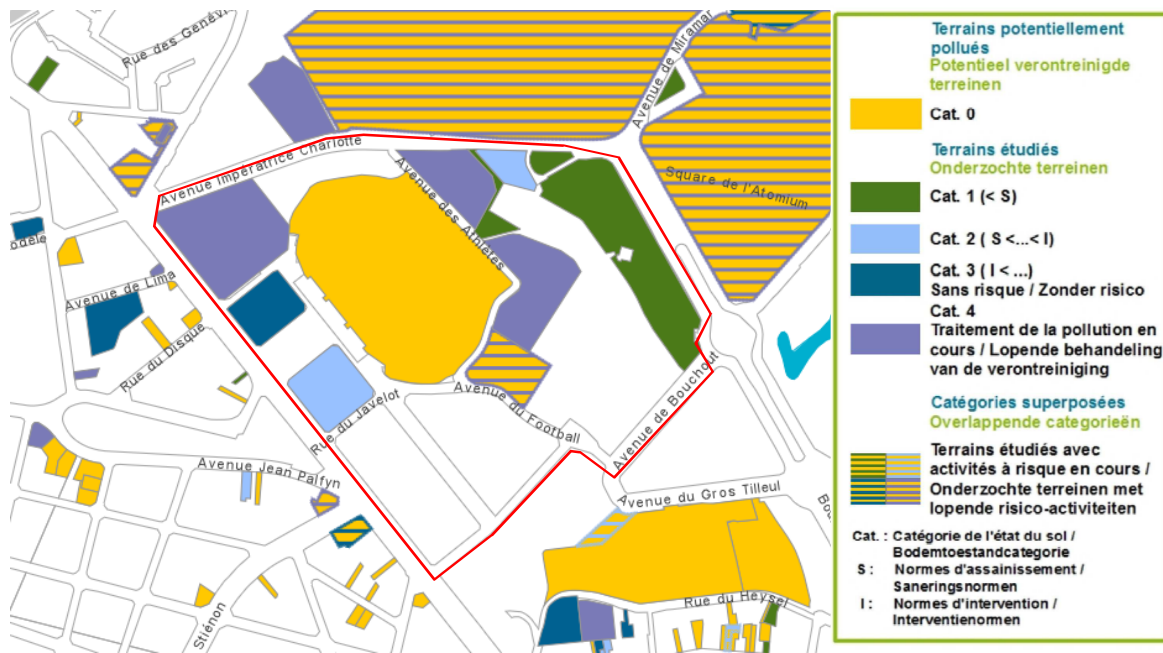 Rue des Genévr
Avenue de Miramar
Avenue Impératrice Charlotte
Square de l'Atomium
Avenue des Athlètes
odèle
Avenue de Lima
Rue du Disque
Rue du Javelot
Avenue du Football
Avenue de Bouchout
Avenue Jean Palfyn
Avenue du Gros Tilleul
Bou
Rue du Heysel
Stiénon
Terrains potentiellement
pollués
Potentieel verontreinigde
terreinen
Cat. 0
Terrains étudiés
Onderzochte terreinen
Cat. 1 (< S)
Cat. 2 ( S <...< I)
Cat. 3 ( I < ...)
Sans risque / Zonder risico
Cat. 4
Traitement de la pollution en
cours / Lopende behandeling
van de verontreiniging
Catégories superposées
Overlappende categorieën
Terrains étudiés avec
activités à risque en cours /
Onderzochte terreinen met
lopende risico-activiteiten
Cat. : Catégorie de l'état du sol /
Bodemtoestandcategorie
S : Normes d'assainissement /
Saneringsnormen
I : Normes d'intervention /
Interventienormen